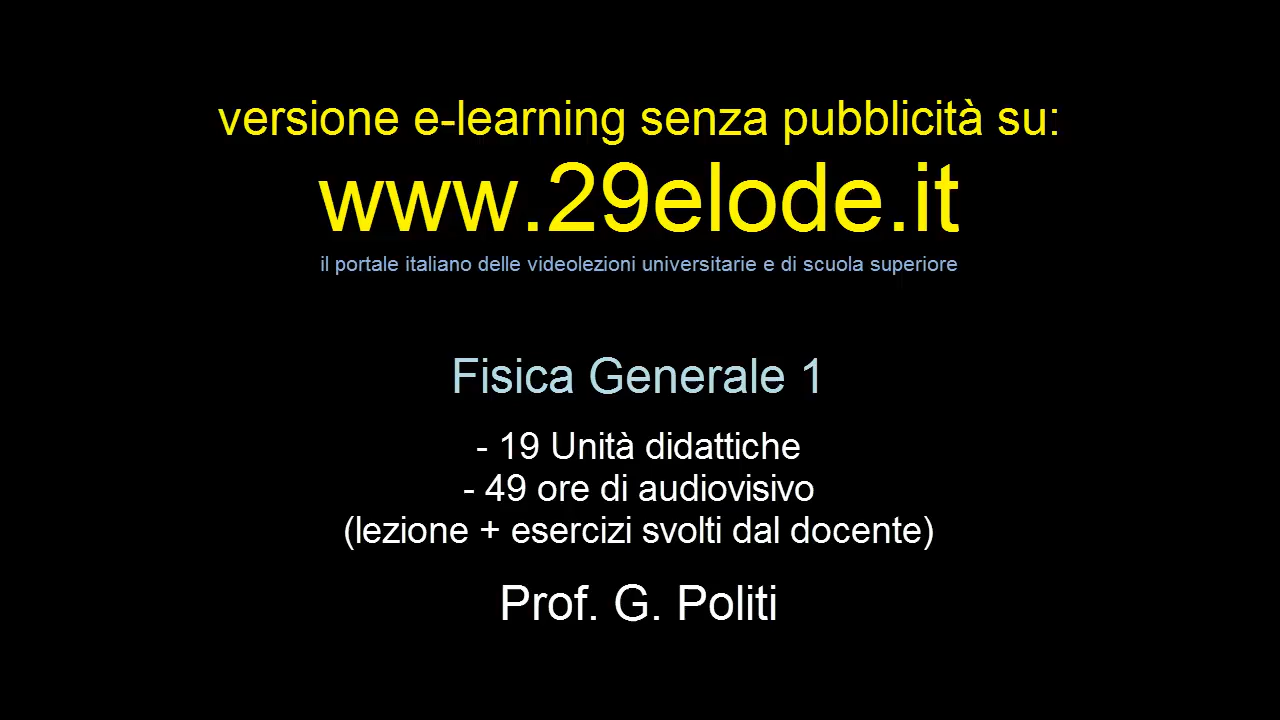 versione e-learning senza pubblicità su:
www.29elode.it
il portale italiano delle videolezioni universitarie e di scuola superiore
Fisica Generale 1
- 19 Unità didattiche
- 49 ore di audiovisivo
(lezione + esercizi svolti dal docente)
Prof. G. Politi